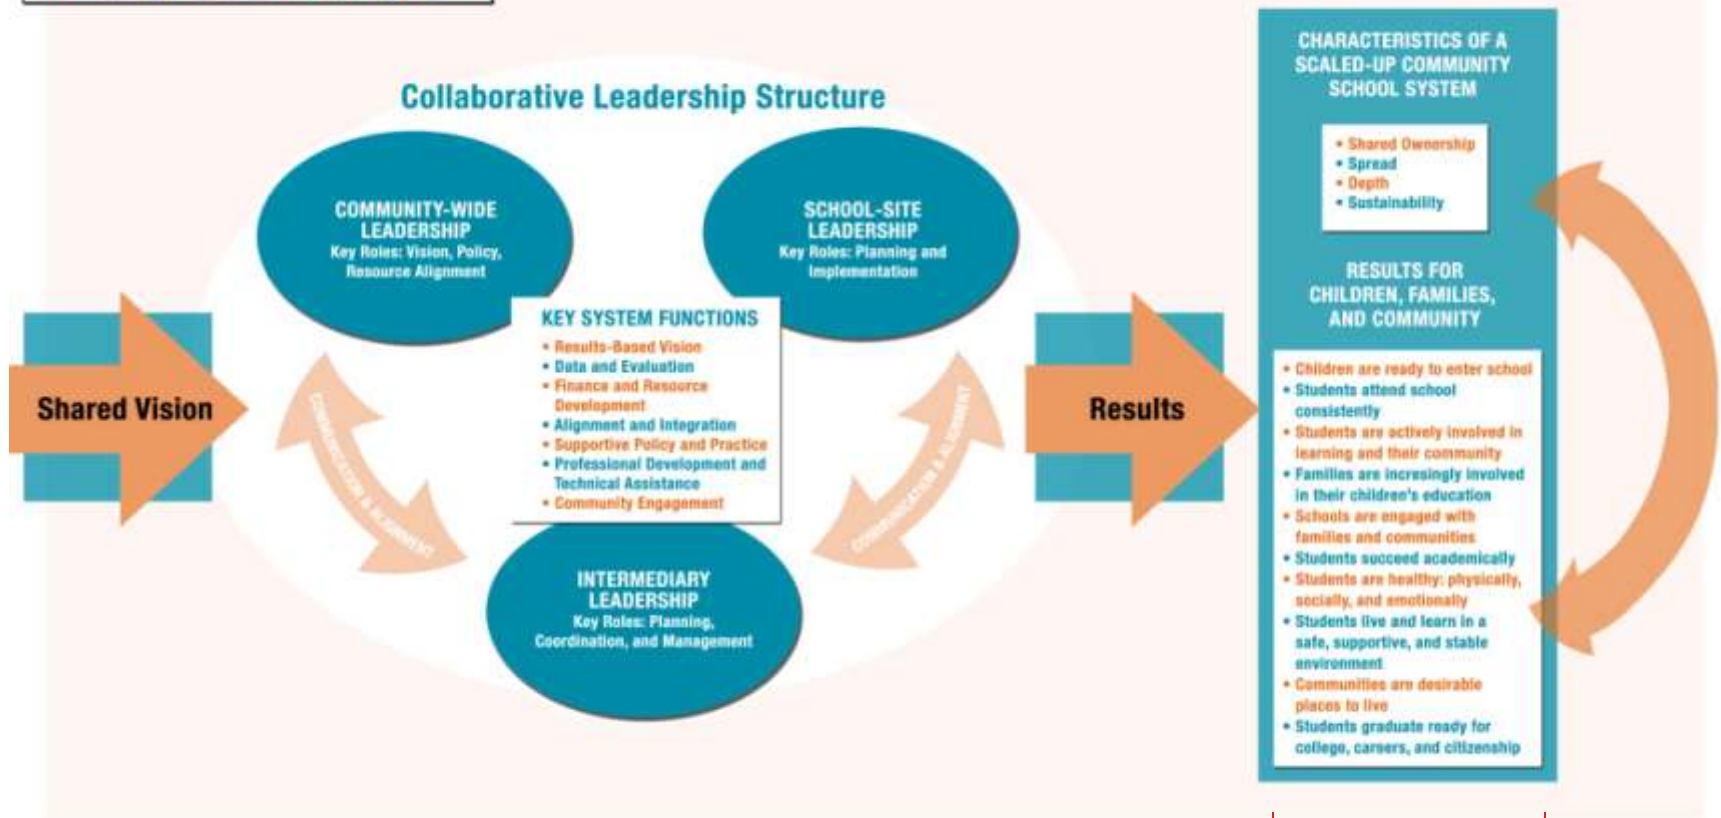 Collaborative Leadership Structure
COMMUNITY-WIDE
LEADERSHIP
Key Roles: Vision, Policy,
Resource Alignment
SCHOOL-SITE
LEADERSHIP
Key Roles: Planning and
Implementation
Shared Vision
KEY SYSTEM FUNCTIONS
• Results-Based Vision
• Data and Evaluation
• Finance and Resource
Development
• Alignment and Integration
• Supportive Policy and Practice
• Professional Development and
Technical Assistance
• Community Engagement
COMMUNICATION & ALIGNMENT
COMMUNICATION & ALIGNMENT
INTERMEDIARY
LEADERSHIP
Key Roles: Planning,
Coordination, and Management
Results
CHARACTERISTICS OF A
SCALED-UP COMMUNITY
SCHOOL SYSTEM
• Shared Ownership
• Spread
• Depth
• Sustainability
RESULTS FOR
CHILDREN, FAMILIES,
AND COMMUNITY
• Children are ready to enter school
• Students attend school
consistently
• Students are actively involved in
learning and their community
• Families are incresingly involved
in their children's education
• Schools are engaged with
families and communities
• Students succeed academically
• Students are healthy: physically,
socially, and emotionally
• Students live and learn in a
safe, supportive, and stable
environment
• Communities are desirable
places to live
• Students graduate ready for
college, careers, and citizenship